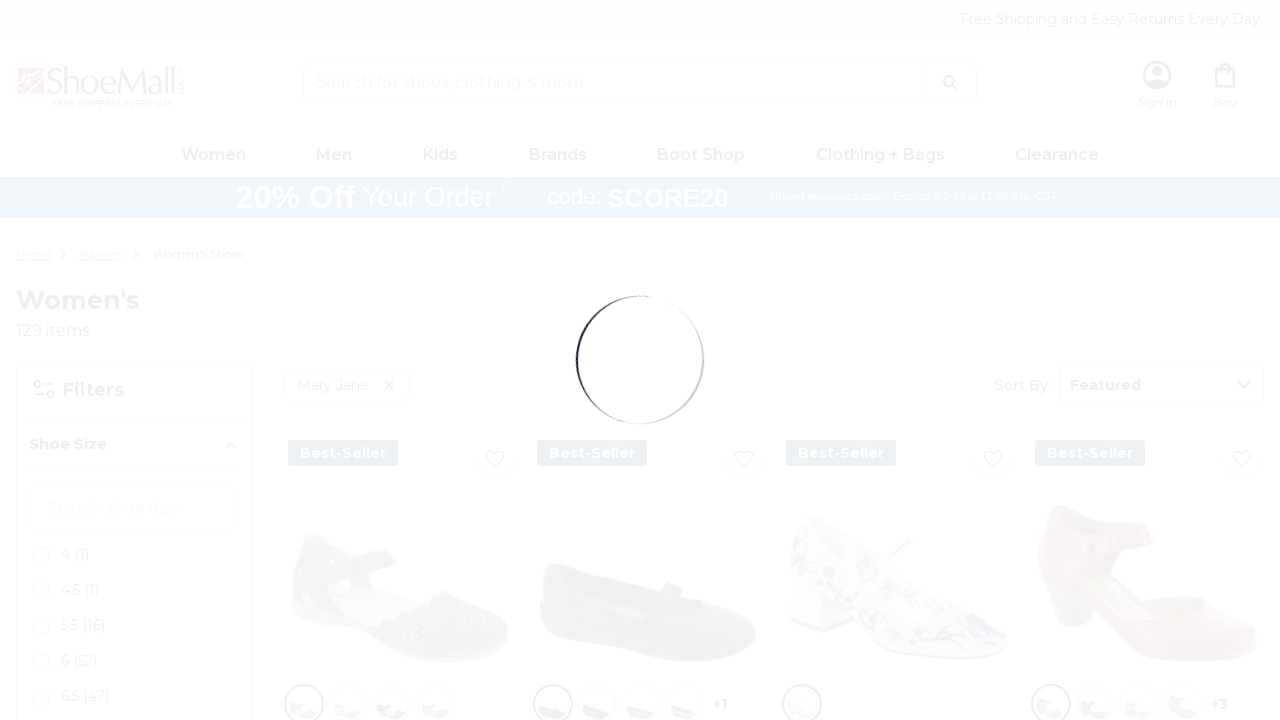 Free Shipping and Easy Returns Every Day
ShoeMall.com
FREE SHIPPING EVERY DAY
Search for shoes, clothing & more...
Sign In
Bag
Women
Men
Kids
Brands
Boot Shop
Clothing + Bags
Clearance
20% Off Your Order †
code: SCORE20
†Brand exclusions apply. Expires 6-2-24 at 11:59 p.m. CST.
Home
Women
Women's Shoes
Women's
129 items
Filters
Mary Jane
Sort By:
Featured
Shoe Size
Best-Seller
Best-Seller
Best-Seller
Best-Seller
Search shoe size
4 (1)
4.5 (1)
5.5 (16)
6 (52)
6.5 (47)
+1
+3